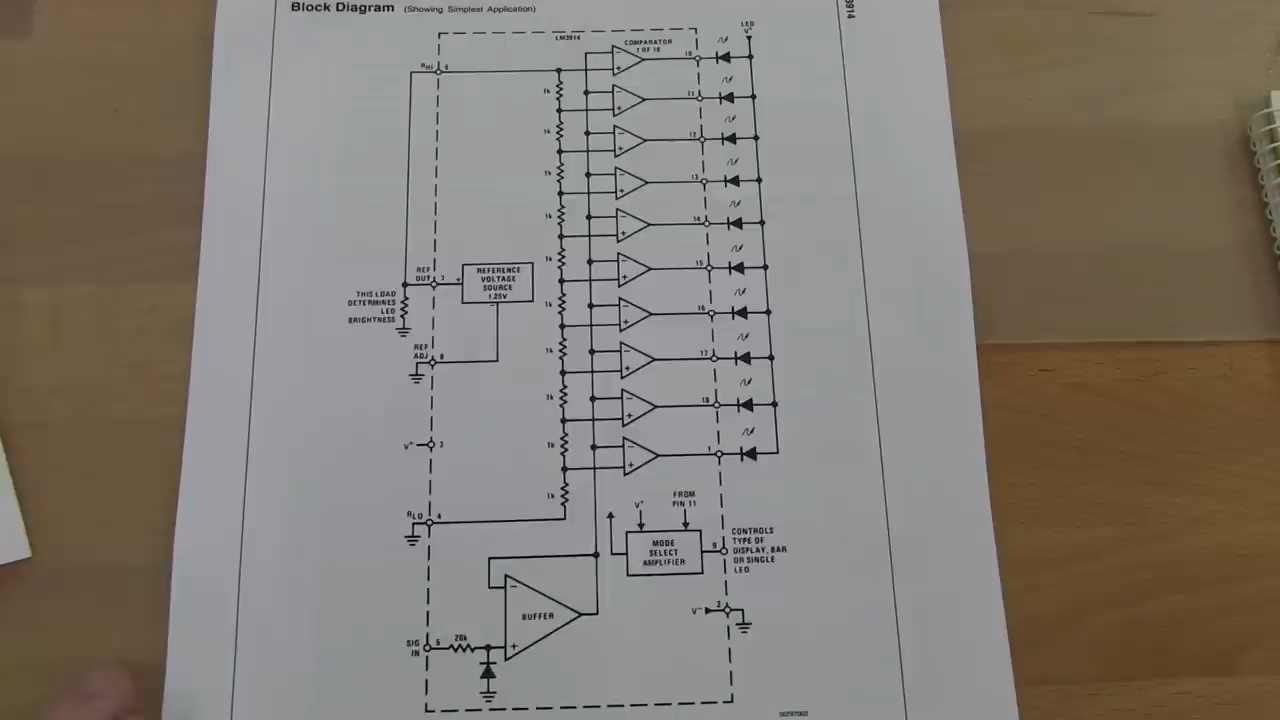 Block Diagram (Showing Simplest Application)
3914
LM3914
COMPARATOR
1 OF 10
LED
V+
RHI
6
10
11
12
13
14
15
16
17
18
1
1k
1k
1k
1k
1k
1k
1k
1k
1k
1k
REF
OUT
REFERENCE
VOLTAGE
SOURCE
1.25V
+
−
THIS LOAD
DETERMINES
LED
BRIGHTNESS
REF
ADJ
8
V+
3
RLO
4
FROM
PIN 11
V+
MODE
SELECT
AMPLIFIER
9
CONTROLS
TYPE OF
DISPLAY, BAR
OR SINGLE
LED
BUFFER
−
+
V−
2
SIG
IN
5
20k